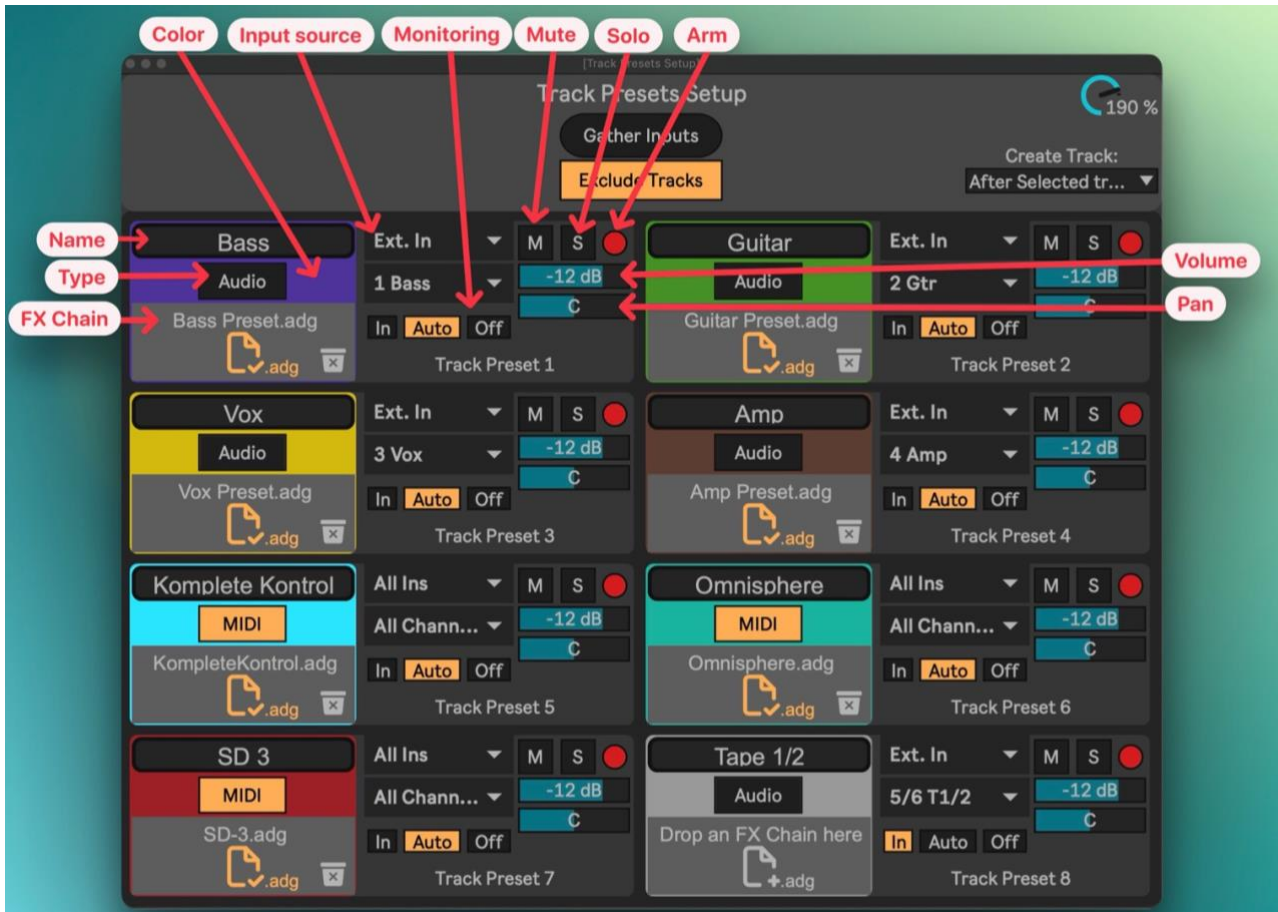 Color Input source Monitoring Mute Solo Arm
[Track Presets Setup]
Track Presets Setup
190 %
Gather Inputs
Create Track:
Exclude Tracks
After Selected tr...
Name
Type
FX Chain
Volume
Pan
Bass
Ext. In
M S
Audio
1 Bass
-12 dB
C
Bass Preset.adg
In Auto Off
.adg
Track Preset 1
Guitar
Ext. In
M S
Audio
2 Gtr
-12 dB
C
Guitar Preset.adg
In Auto Off
.adg
Track Preset 2
Vox
Ext. In
M S
Audio
3 Vox
-12 dB
C
Vox Preset.adg
In Auto Off
.adg
Track Preset 3
Amp
Ext. In
M S
Audio
4 Amp
-12 dB
C
Amp Preset.adg
In Auto Off
.adg
Track Preset 4
Komplete Kontrol
All Ins
M S
MIDI
All Chann...
-12 dB
C
KompleteKontrol.adg
In Auto Off
.adg
Track Preset 5
Omnisphere
All Ins
M S
MIDI
All Chann...
-12 dB
C
Omnisphere.adg
In Auto Off
.adg
Track Preset 6
SD 3
All Ins
M S
MIDI
All Chann...
-12 dB
C
SD-3.adg
In Auto Off
.adg
Track Preset 7
Tape 1/2
Ext. In
M S
Audio
5/6 T1/2
-12 dB
C
Drop an FX Chain here
In Auto Off
.adg
Track Preset 8